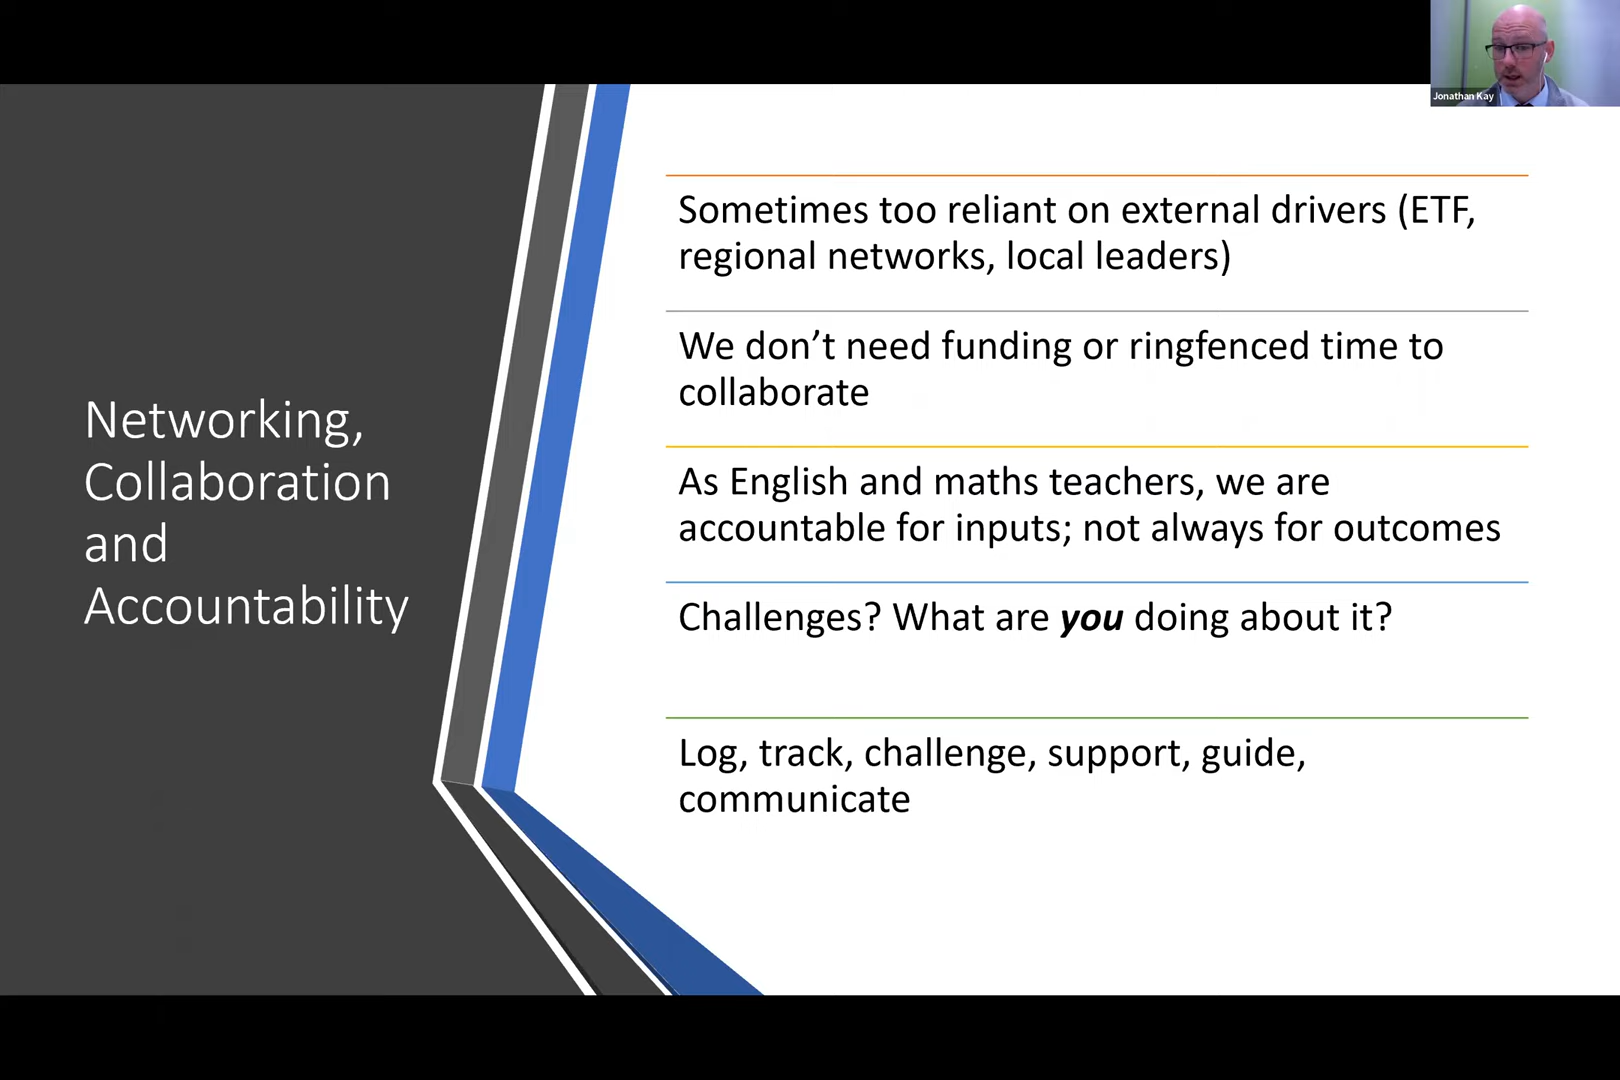 Jonathan Kay
Networking,
Collaboration
and
Accountability
Sometimes too reliant on external drivers (ETF,
regional networks, local leaders)
We don’t need funding or ringfenced time to
collaborate
As English and maths teachers, we are
accountable for inputs; not always for outcomes
Challenges? What are you doing about it?
Log, track, challenge, support, guide,
communicate